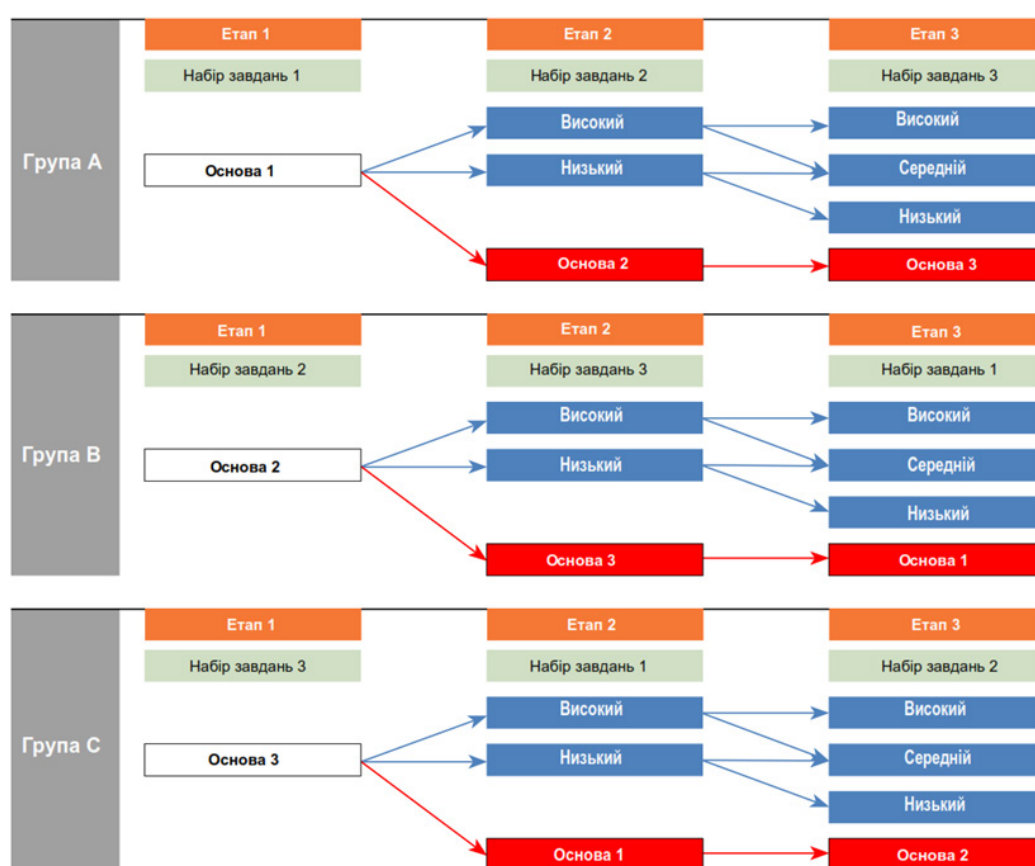 Етап 1
Етап 2
Етап 3
Набір завдань 1
Набір завдань 2
Набір завдань 3
Група А
Основа 1
Високий
Низький
Основа 2
Високий
Середній
Низький
Основа 3
Етап 1
Етап 2
Етап 3
Набір завдань 2
Набір завдань 3
Набір завдань 1
Група В
Основа 2
Високий
Низький
Основа 3
Високий
Середній
Низький
Основа 1
Етап 1
Етап 2
Етап 3
Набір завдань 3
Набір завдань 1
Набір завдань 2
Група С
Основа 3
Високий
Низький
Основа 1
Високий
Середній
Низький
Основа 2